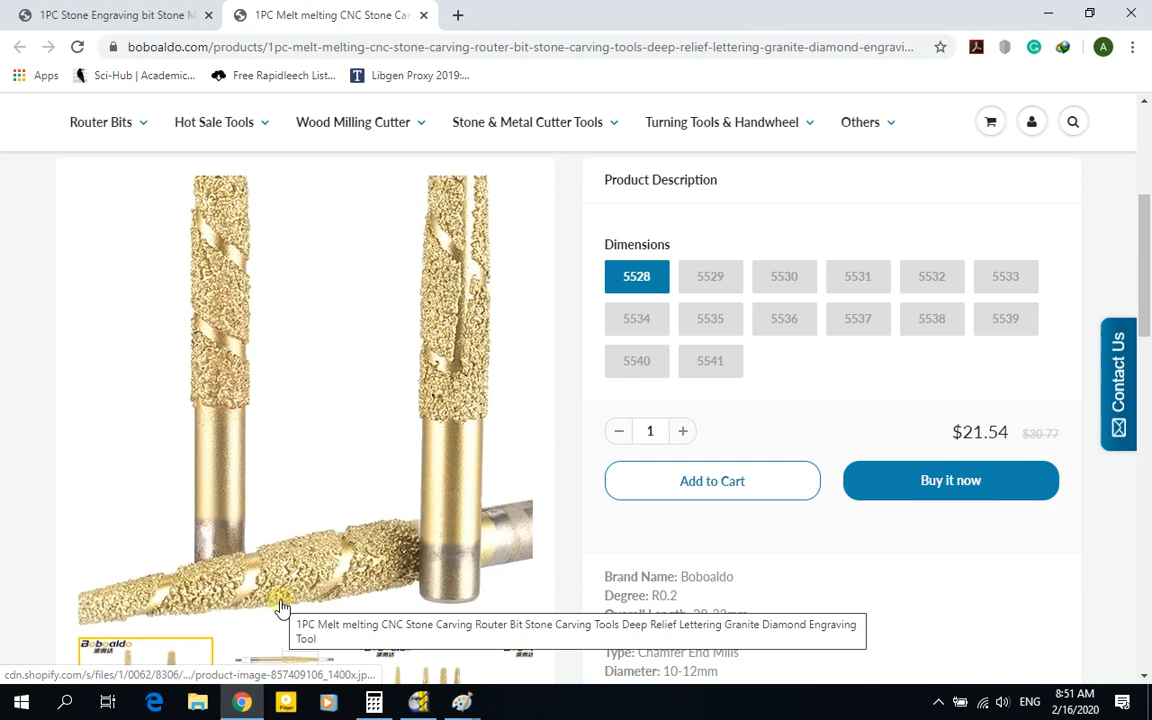 1PC Stone Engraving bit Stone M
1PC Melt melting CNC Stone Car
boboaldo.com/products/1pc-melt-melting-cnc-stone-carving-router-bit-stone-carving-tools-deep-relief-lettering-granite-diamond-engravi...
A
Apps
Sci-Hub | Academic...
Free Rapidleech List...
Libgen Proxy 2019:...
Router Bits
Hot Sale Tools
Wood Milling Cutter
Stone & Metal Cutter Tools
Turning Tools & Handwheel
Others
Product Description
Dimensions
5528 5529 5530 5531 5532 5533
5534 5535 5536 5537 5538 5539
5540 5541
Contact Us
1
$21.54 $30.77
Add to Cart
Buy it now
Brand Name: Boboaldo
Degree: R0.2
Overall Length: 28-32mm
1PC Melt melting CNC Stone Carving Router Bit Stone Carving Tools Deep Relief Lettering Granite Diamond Engraving
Tool
Type: Chamfer End Mills
Diameter: 10-12mm
Boboaldo
cdn.shopify.com/s/files/1/0062/8306/.../product-image-857409106_1400x.jp...
ENG
8:51 AM
2/16/2020